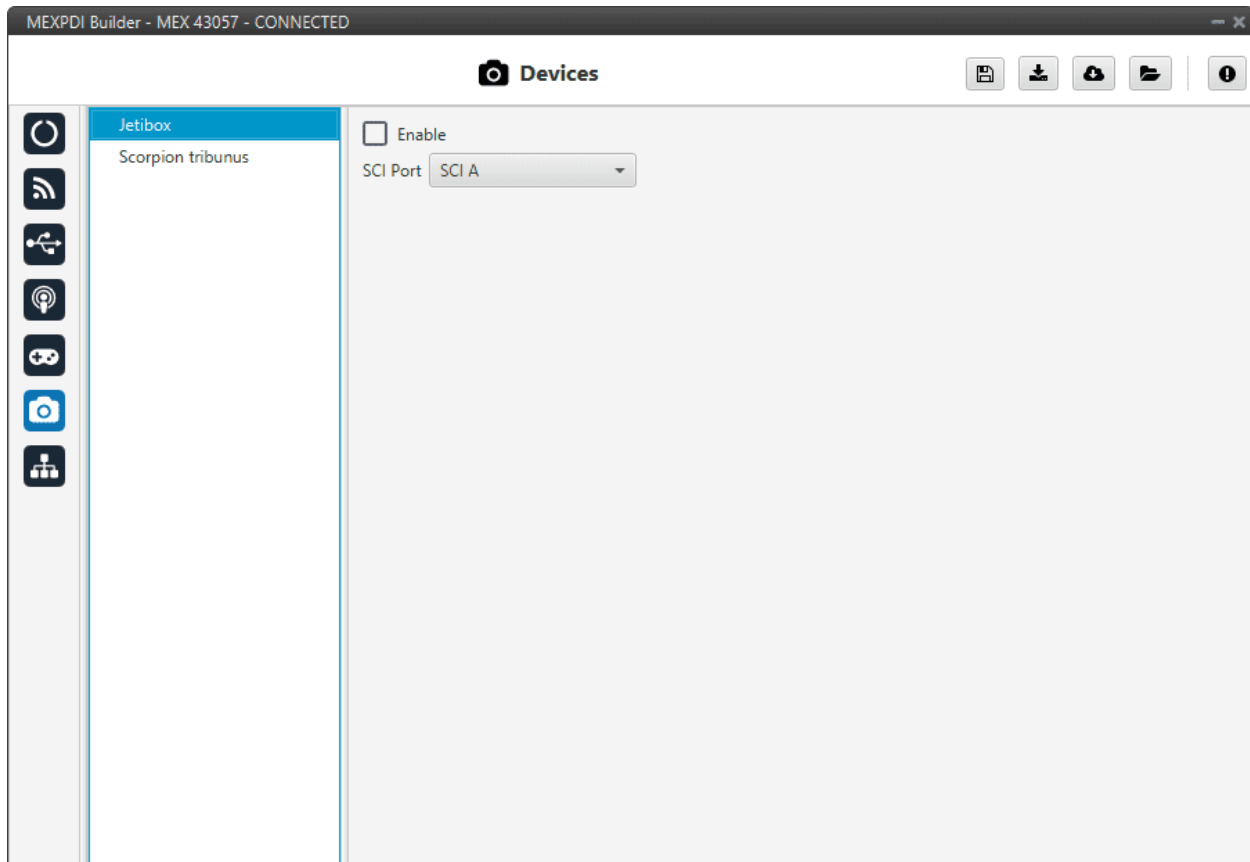 MEXPDI Builder - MEX 43057 - CONNECTED
Devices
Jetibox
Scorpion tribunus
Enable
SCI Port SCI A